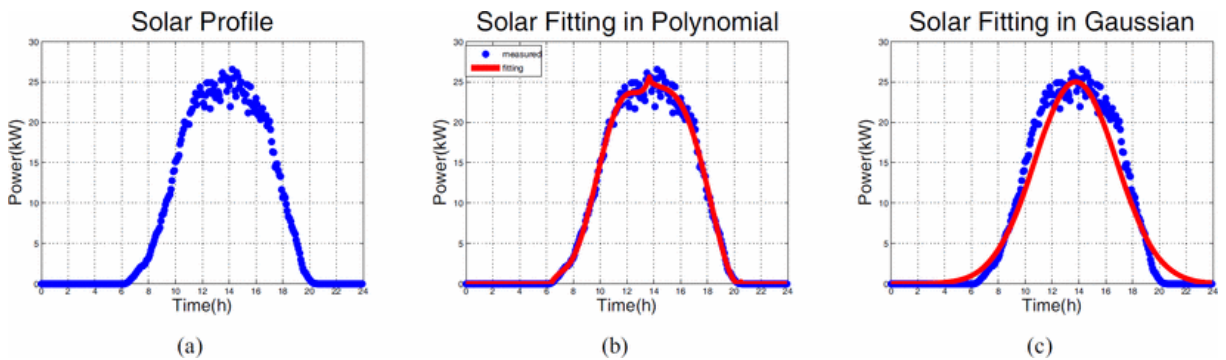 Solar Profile
30
25
20
15
10
5
0
Power(kW)
0 2 4 6 8 10 12 14 16 18 20 22 24
Time(h)
(a)
Solar Fitting in Polynomial
measured
fitting
30
25
20
15
10
5
0
Power(kW)
0 2 4 6 8 10 12 14 16 18 20 22 24
Time(h)
(b)
Solar Fitting in Gaussian
30
25
20
15
10
5
0
Power(kW)
0 2 4 6 8 10 12 14 16 18 20 22 24
Time(h)
(c)